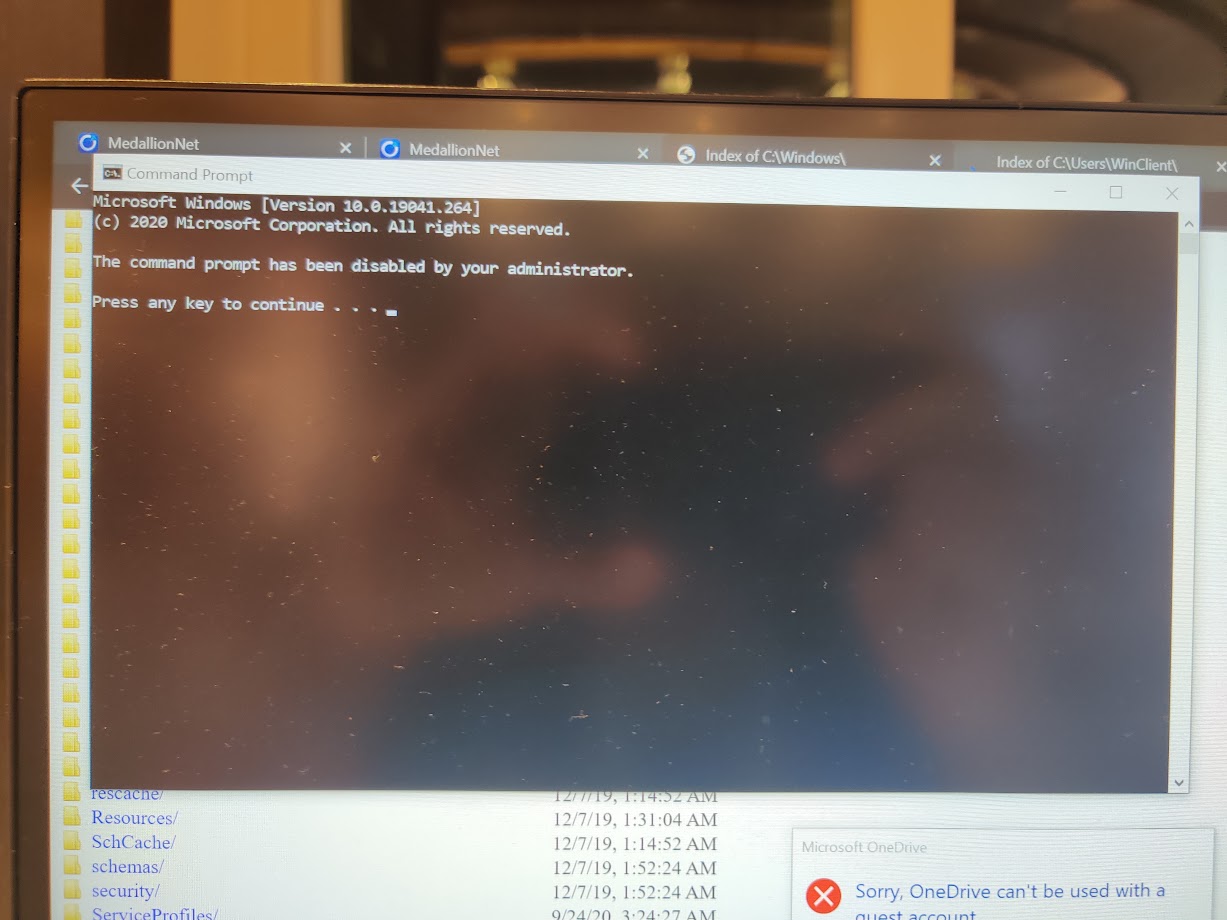 MedallionNet
MedallionNet
Index of C:\Windows\
Index of C:\Users\WinClient\
C:\.
Command Prompt
Microsoft Windows [Version 10.0.19041.264]
(c) 2020 Microsoft Corporation. All rights reserved.
The command prompt has been disabled by your administrator.
Press any key to continue . . .
rescache/ 12/7/19, 1:14:52 AM
Resources/ 12/7/19, 1:31:04 AM
SchCache/ 12/7/19, 1:14:52 AM
schemas/ 12/7/19, 1:52:24 AM
security/ 12/7/19, 1:52:24 AM
ServiceProfiles/ 9/24/20, 3:24:27 AM
Microsoft OneDrive
Sorry, OneDrive can't be used with a
guest account